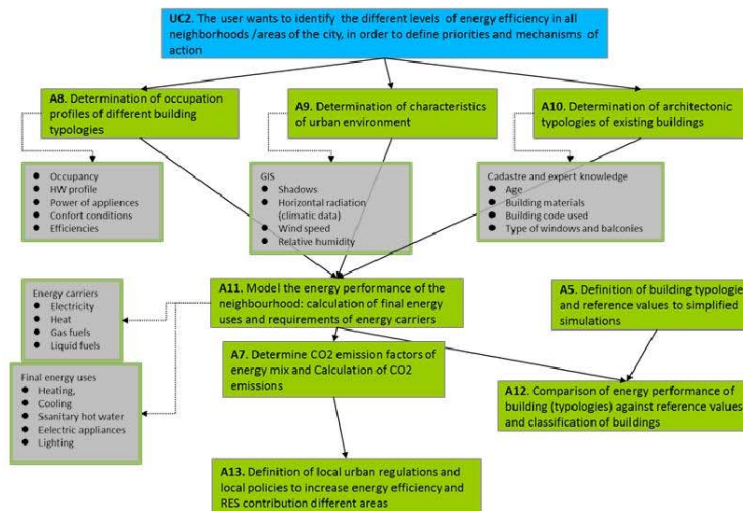 UC2. The user wants to identify the different levels of energy efficiency in all
neighborhoods /areas of the city, in order to define priorities and mechanisms of
action
A8. Determination of occupation
profiles of different building
typologies
A9. Determination of characteristics
of urban environment
A10. Determination of architectonic
typologies of existing buildings
Occupancy
HW profile
Power of appliances
Confort conditions
Efficiencies
GIS
Shadows
Horizontal radiation
(climatic data)
Wind speed
Relative humidity
Cadastre and expert knowledge
Age
Building materials
Building code used
Type of windows and balconies
A11. Model the energy performance of the
neighbourhood: calculation of final energy
uses and requirements of energy carriers
A5. Definition of building typologies
and reference values to simplified
simulations
Energy carriers
Electricity
Heat
Gas fuels
Liquid fuels
A7. Determine CO2 emission factors of
energy mix and Calculation of CO2
emissions
Final energy uses
Heating,
Cooling
Ssanitary hot water
Eelectric appliances
Lighting
A12. Comparison of energy performance of
building (typologies) against reference values
and classification of buildings
A13. Definition of local urban regulations and
local policies to increase energy efficiency and
RES contribution different areas